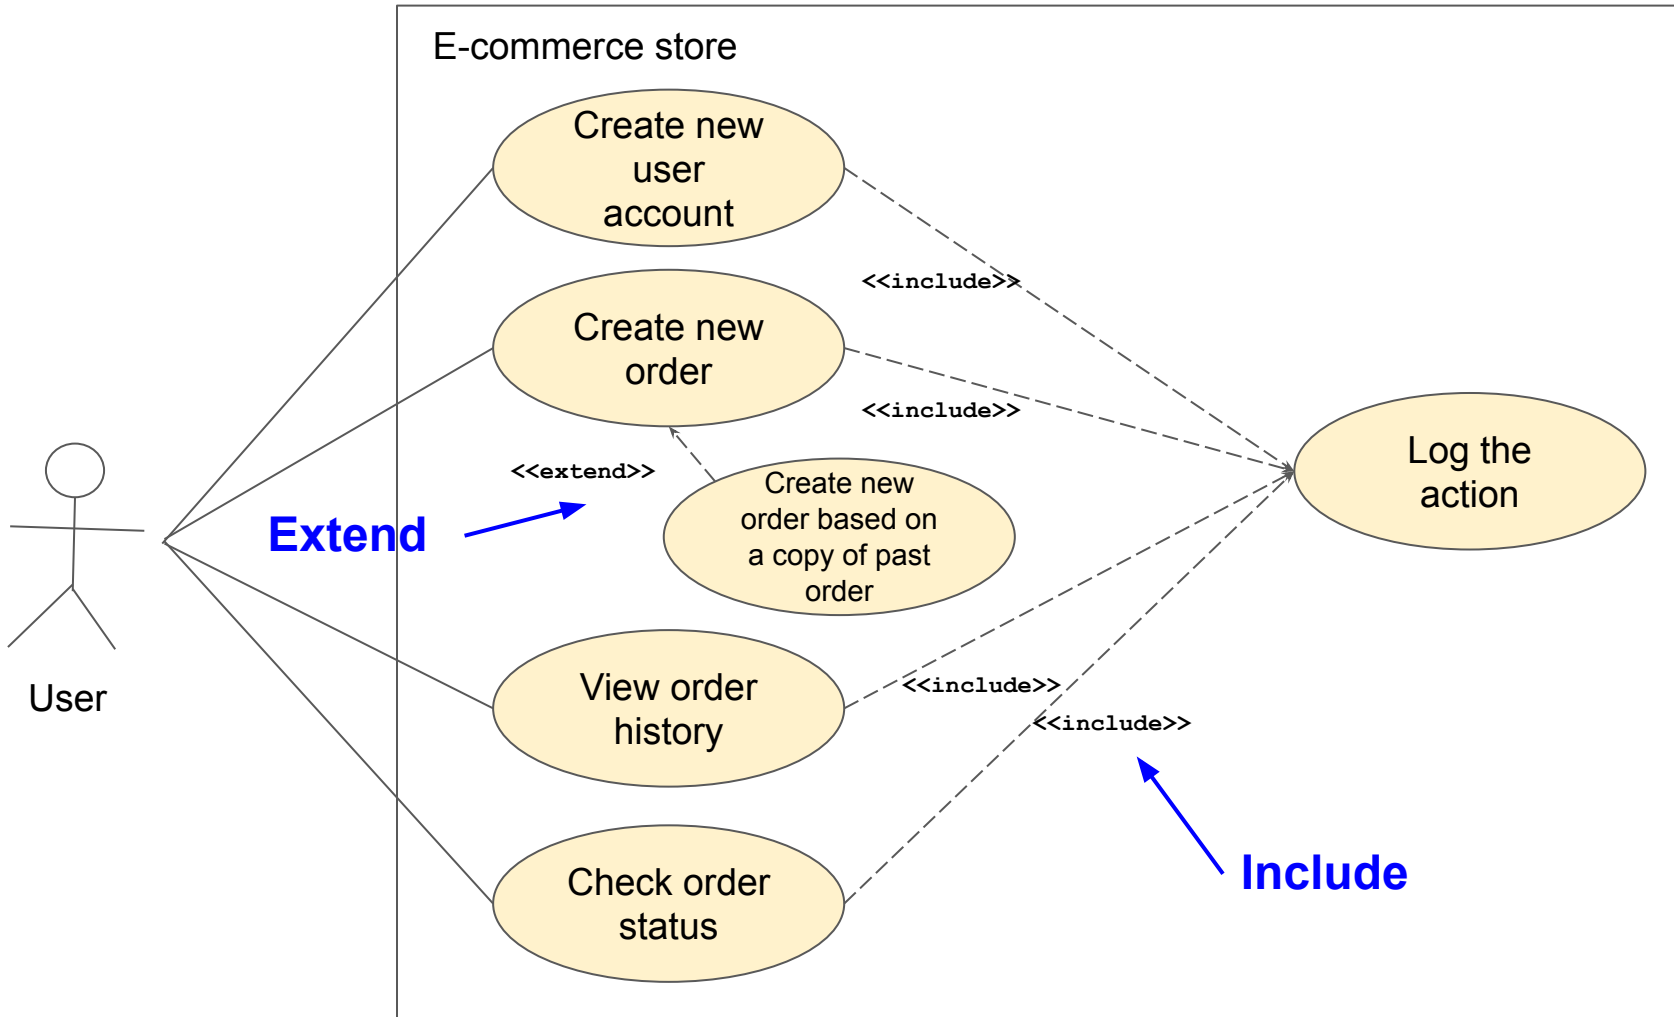 E-commerce store
Create new
user
account
<<include>>
Create new
order
<<include>>
<<extend>>
Extend
Create new
order based on
a copy of past
order
Log the
action
User
View order
history
<<include>>
<<include>>
Check order
status
Include